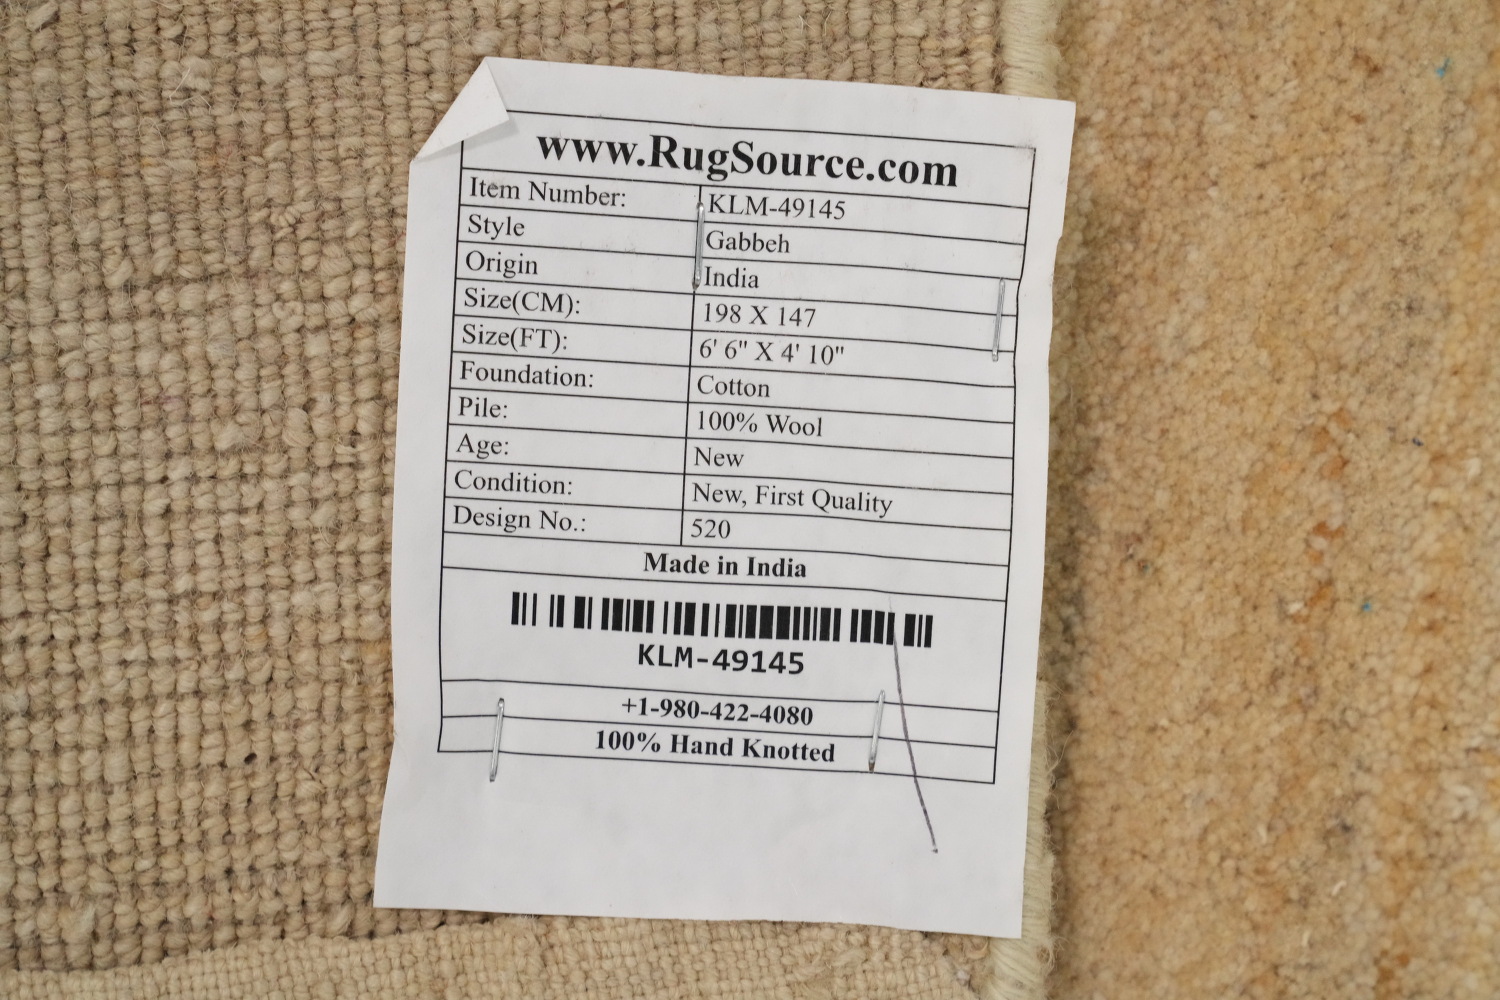 www.RugSource.com
Item Number: KLM-49145
Style Gabbeh
Origin India
Size(CM): 198 X 147
Size(FT): 6' 6" X 4' 10"
Foundation: Cotton
Pile: 100% Wool
Age: New
Condition: New, First Quality
Design No.: 520
Made in India
KLM-49145
+1-980-422-4080
100% Hand Knotted